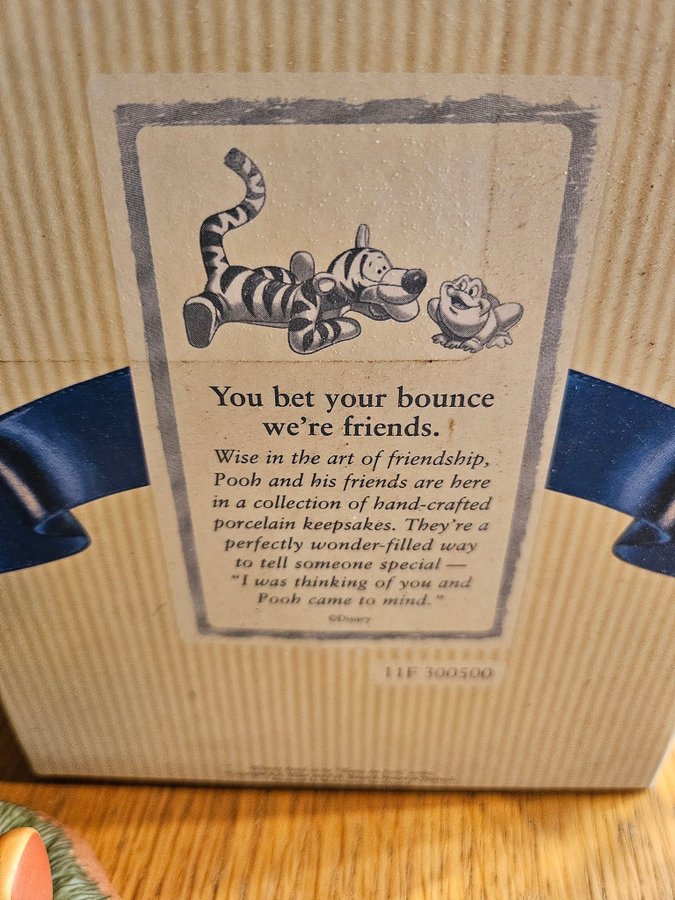 You bet your bounce
we're friends.
Wise in the art of friendship,
Pooh and his friends are here
in a collection of hand-crafted
porcelain keepsakes. They're a
perfectly wonder-filled way
to tell someone special —
"I was thinking of you and
Pooh came to mind."
©Disney
11F 300500